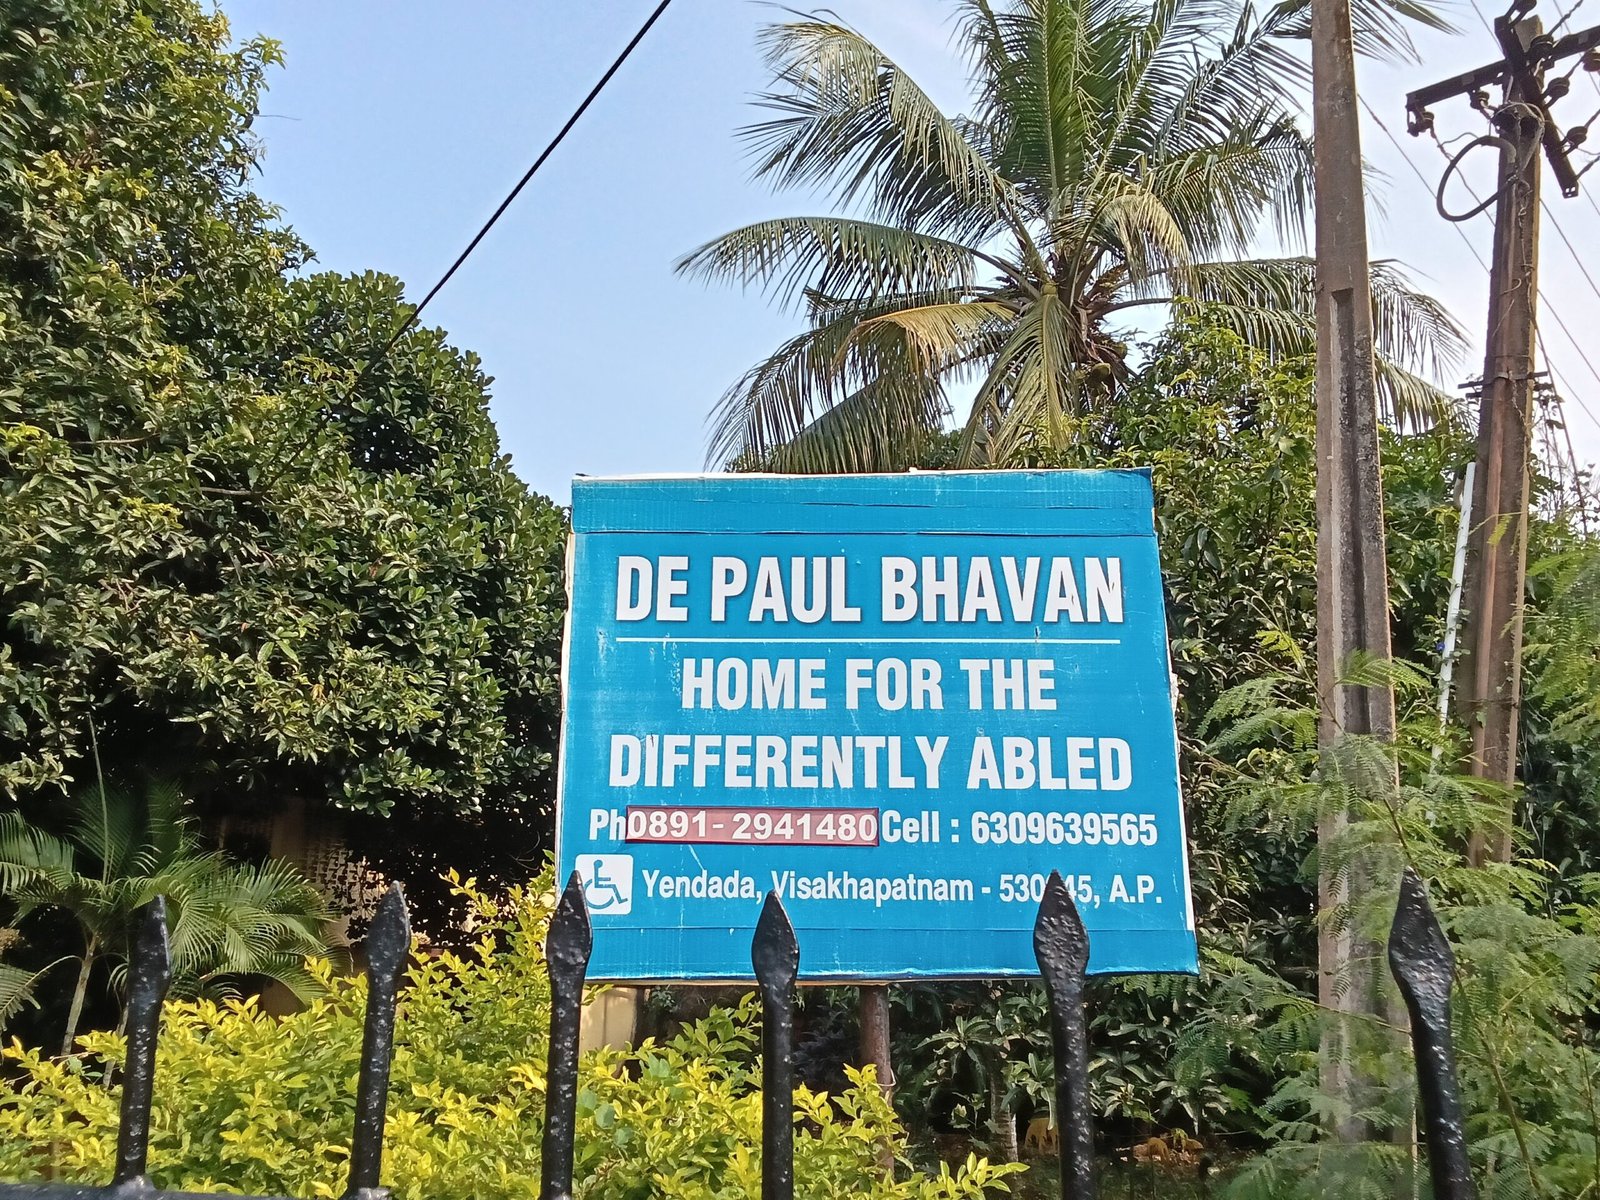 DE PAUL BHAVAN
HOME FOR THE
DIFFERENTLY ABLED
Ph0891- 2941480 Cell : 6309639565
Yendada, Visakhapatnam - , A.P.